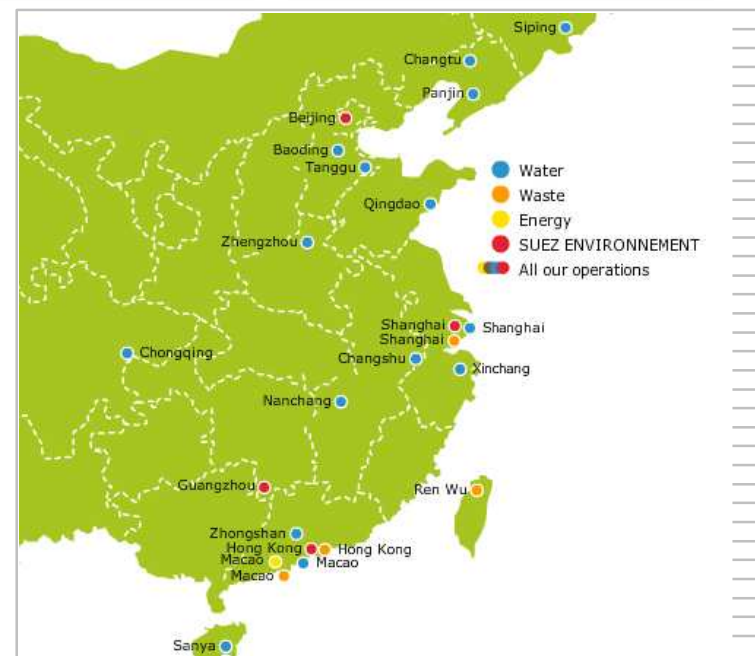 Siping
Changtu
Panjin
Beijing
Baoding
Tanggu
Water
Waste
Qingdao
Energy
Zhengzhou
SUEZ ENVIRONNEMENT
All our operations
Shanghai
Shanghai
Shanghai
Chongqing
Changshu
Xinchang
Nanchang
Guangzhou
Ren Wu
Zhongshan
Hong Kong
Hong Kong
Macao
Macao
Macao
Sanya